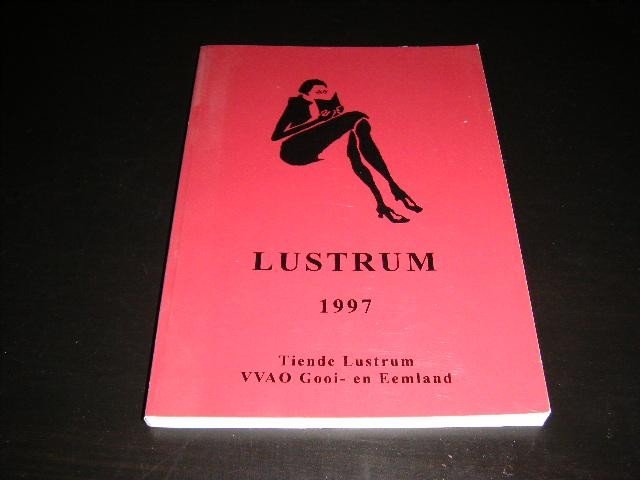 LUSTRUM
1997
Tiende Lustrum
VVAO Gooi- en Eemland